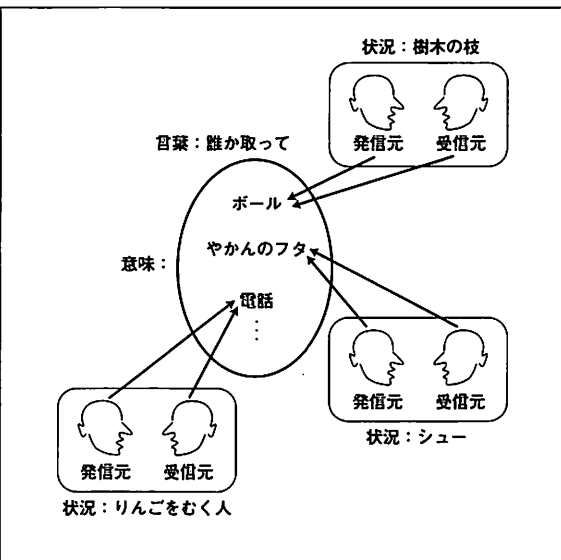 状況：樹木の枝
発信元 受信元
言葉：誰か取って
ボール
やかんのフタ
意味：
電話
⋮
発信元 受信元
状況：シュー
発信元 受信元
状況：りんごをむく人